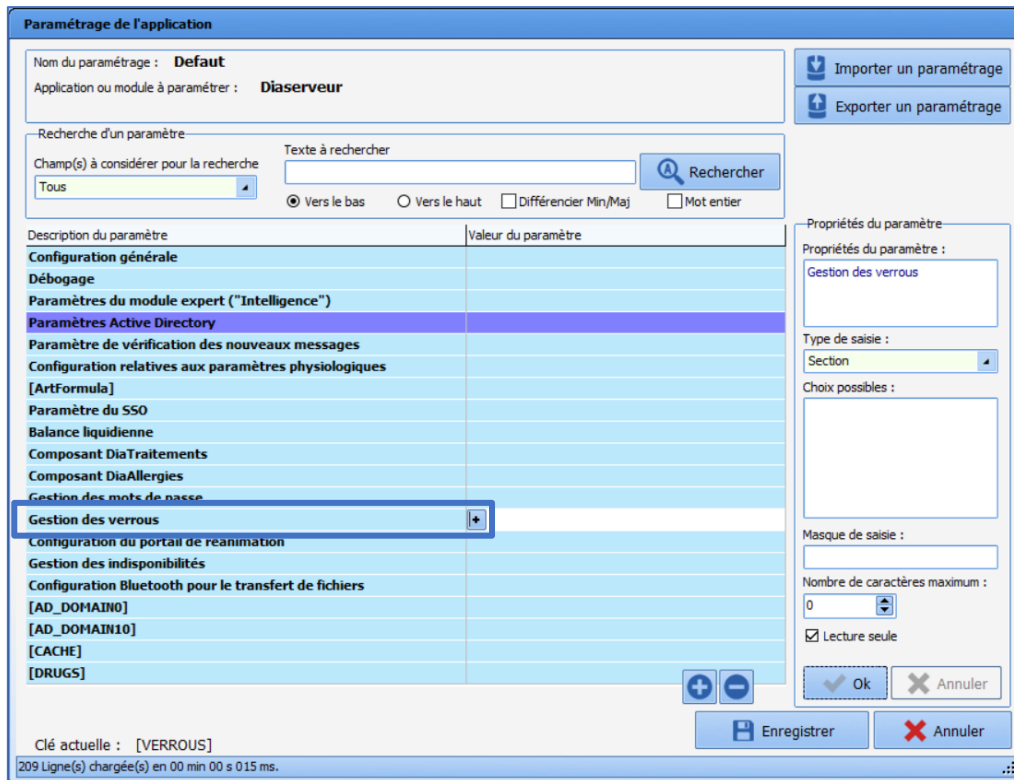 Paramétrage de l'application
Nom du paramétrage : Defaut
Application ou module à paramétrer : Diaserveur
Importer un paramétrage
Exporter un paramétrage
Recherche d'un paramètre
Champ(s) à considérer pour la recherche
Texte à rechercher
Tous
Rechercher
Vers le bas
Vers le haut
Différencier Min/Maj
Mot entier
Description du paramètre
Valeur du paramètre
Configuration générale
Débogage
Paramètres du module expert ("Intelligence")
Paramètres Active Directory
Paramètre de vérification des nouveaux messages
Configuration relatives aux paramètres physiologiques
[ArtFormula]
Paramètre du SSO
Balance liquidienne
Composant DiaTraitements
Composant DiaAllergies
Gestion des mots de passe
Gestion des verrous
Configuration du portail de réanimation
Gestion des indisponibilités
Configuration Bluetooth pour le transfert de fichiers
[AD_DOMAIN0]
[AD_DOMAIN10]
[CACHE]
[DRUGS]
Propriétés du paramètre
Propriétés du paramètre :
Gestion des verrous
Type de saisie :
Section
Choix possibles :
Masque de saisie :
Nombre de caractères maximum :
0
Lecture seule
Ok
Annuler
Enregistrer
Annuler
Clé actuelle : [VERROUS]
209 Ligne(s) chargée(s) en 00 min 00 s 015 ms.